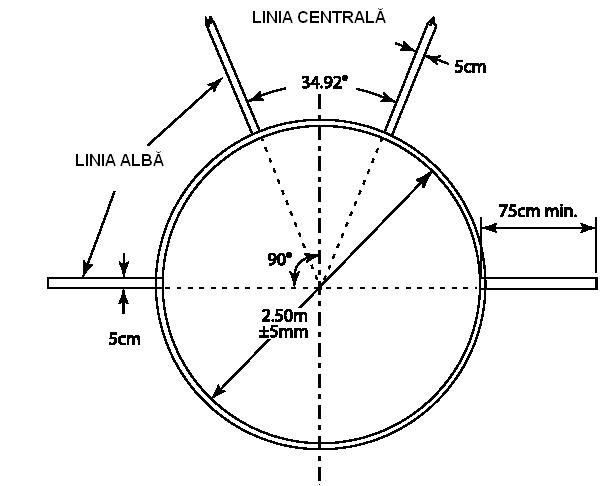 LINIA CENTRALĂ
5cm
34.92°
LINIA ALBĂ
75cm min.
90°
2.50m
±5mm
5cm